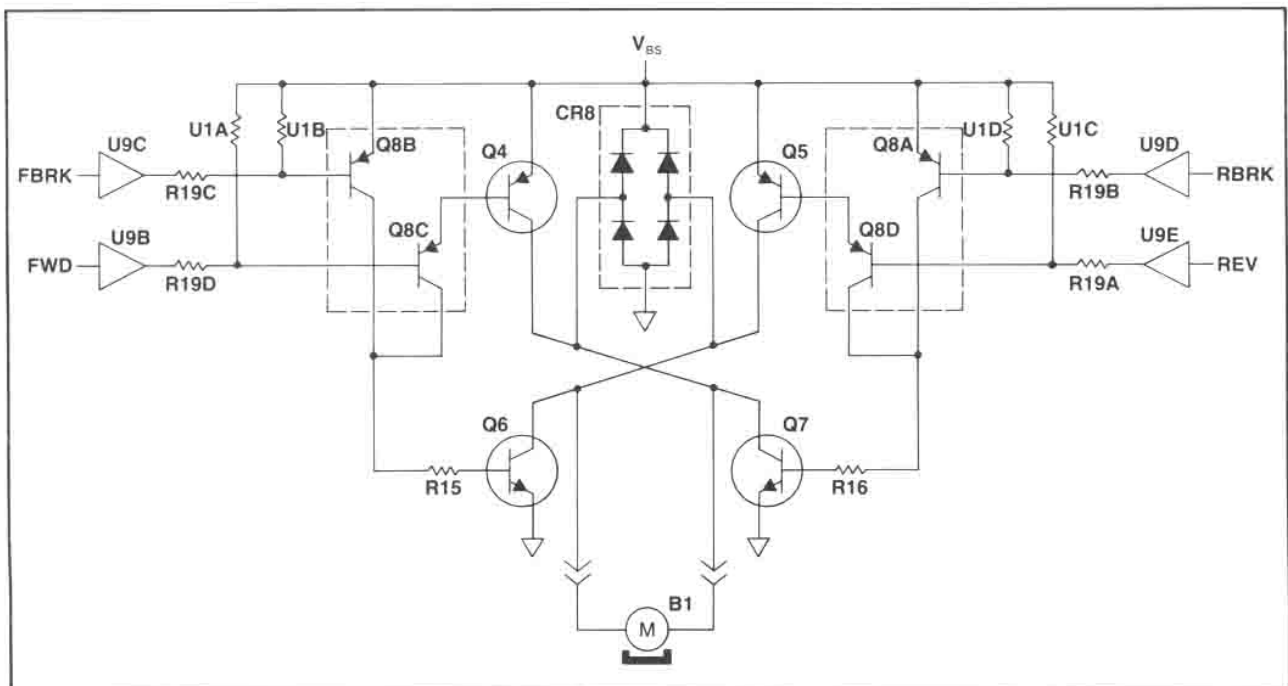 V_BS
CR8
U1A
U1B
U1D
U1C
U9C
Q8B
Q4
Q5
Q8A
U9D
FBRK
RBRK
R19C
R19B
U9B
Q8C
Q8D
U9E
FWD
REV
R19D
R19A
Q6
Q7
R15
R16
B1
M